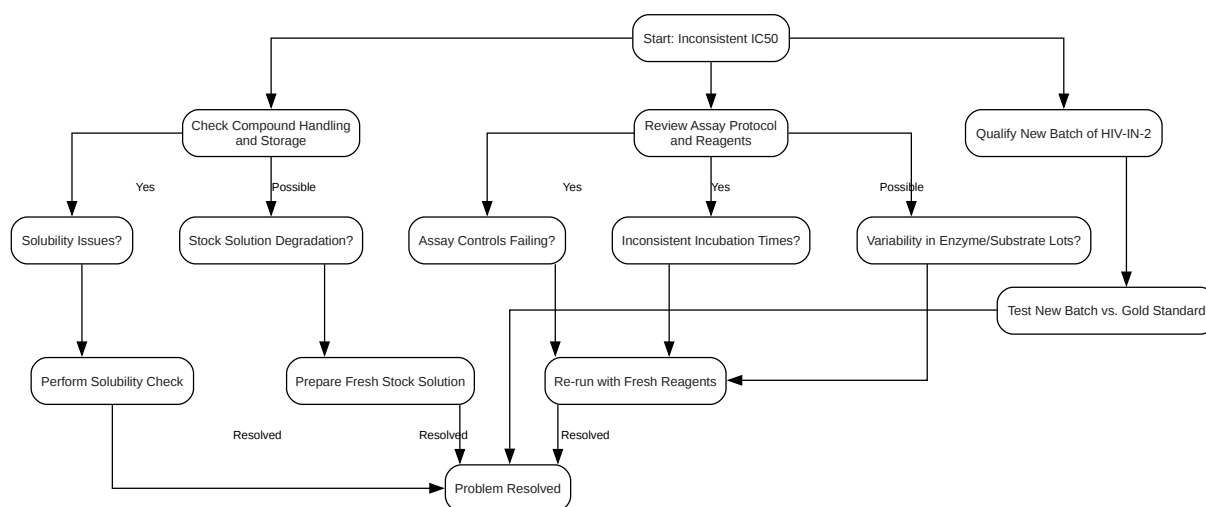 Start: Inconsistent IC50
Check Compound Handling
and Storage
Review Assay Protocol
and Reagents
Qualify New Batch of HIV-IN-2
Yes
Possible
Yes
Yes
Possible
Solubility Issues?
Stock Solution Degradation?
Assay Controls Failing?
Inconsistent Incubation Times?
Variability in Enzyme/Substrate Lots?
Test New Batch vs. Gold Standard
Perform Solubility Check
Prepare Fresh Stock Solution
Re-run with Fresh Reagents
Resolved
Resolved
Resolved
Problem Resolved